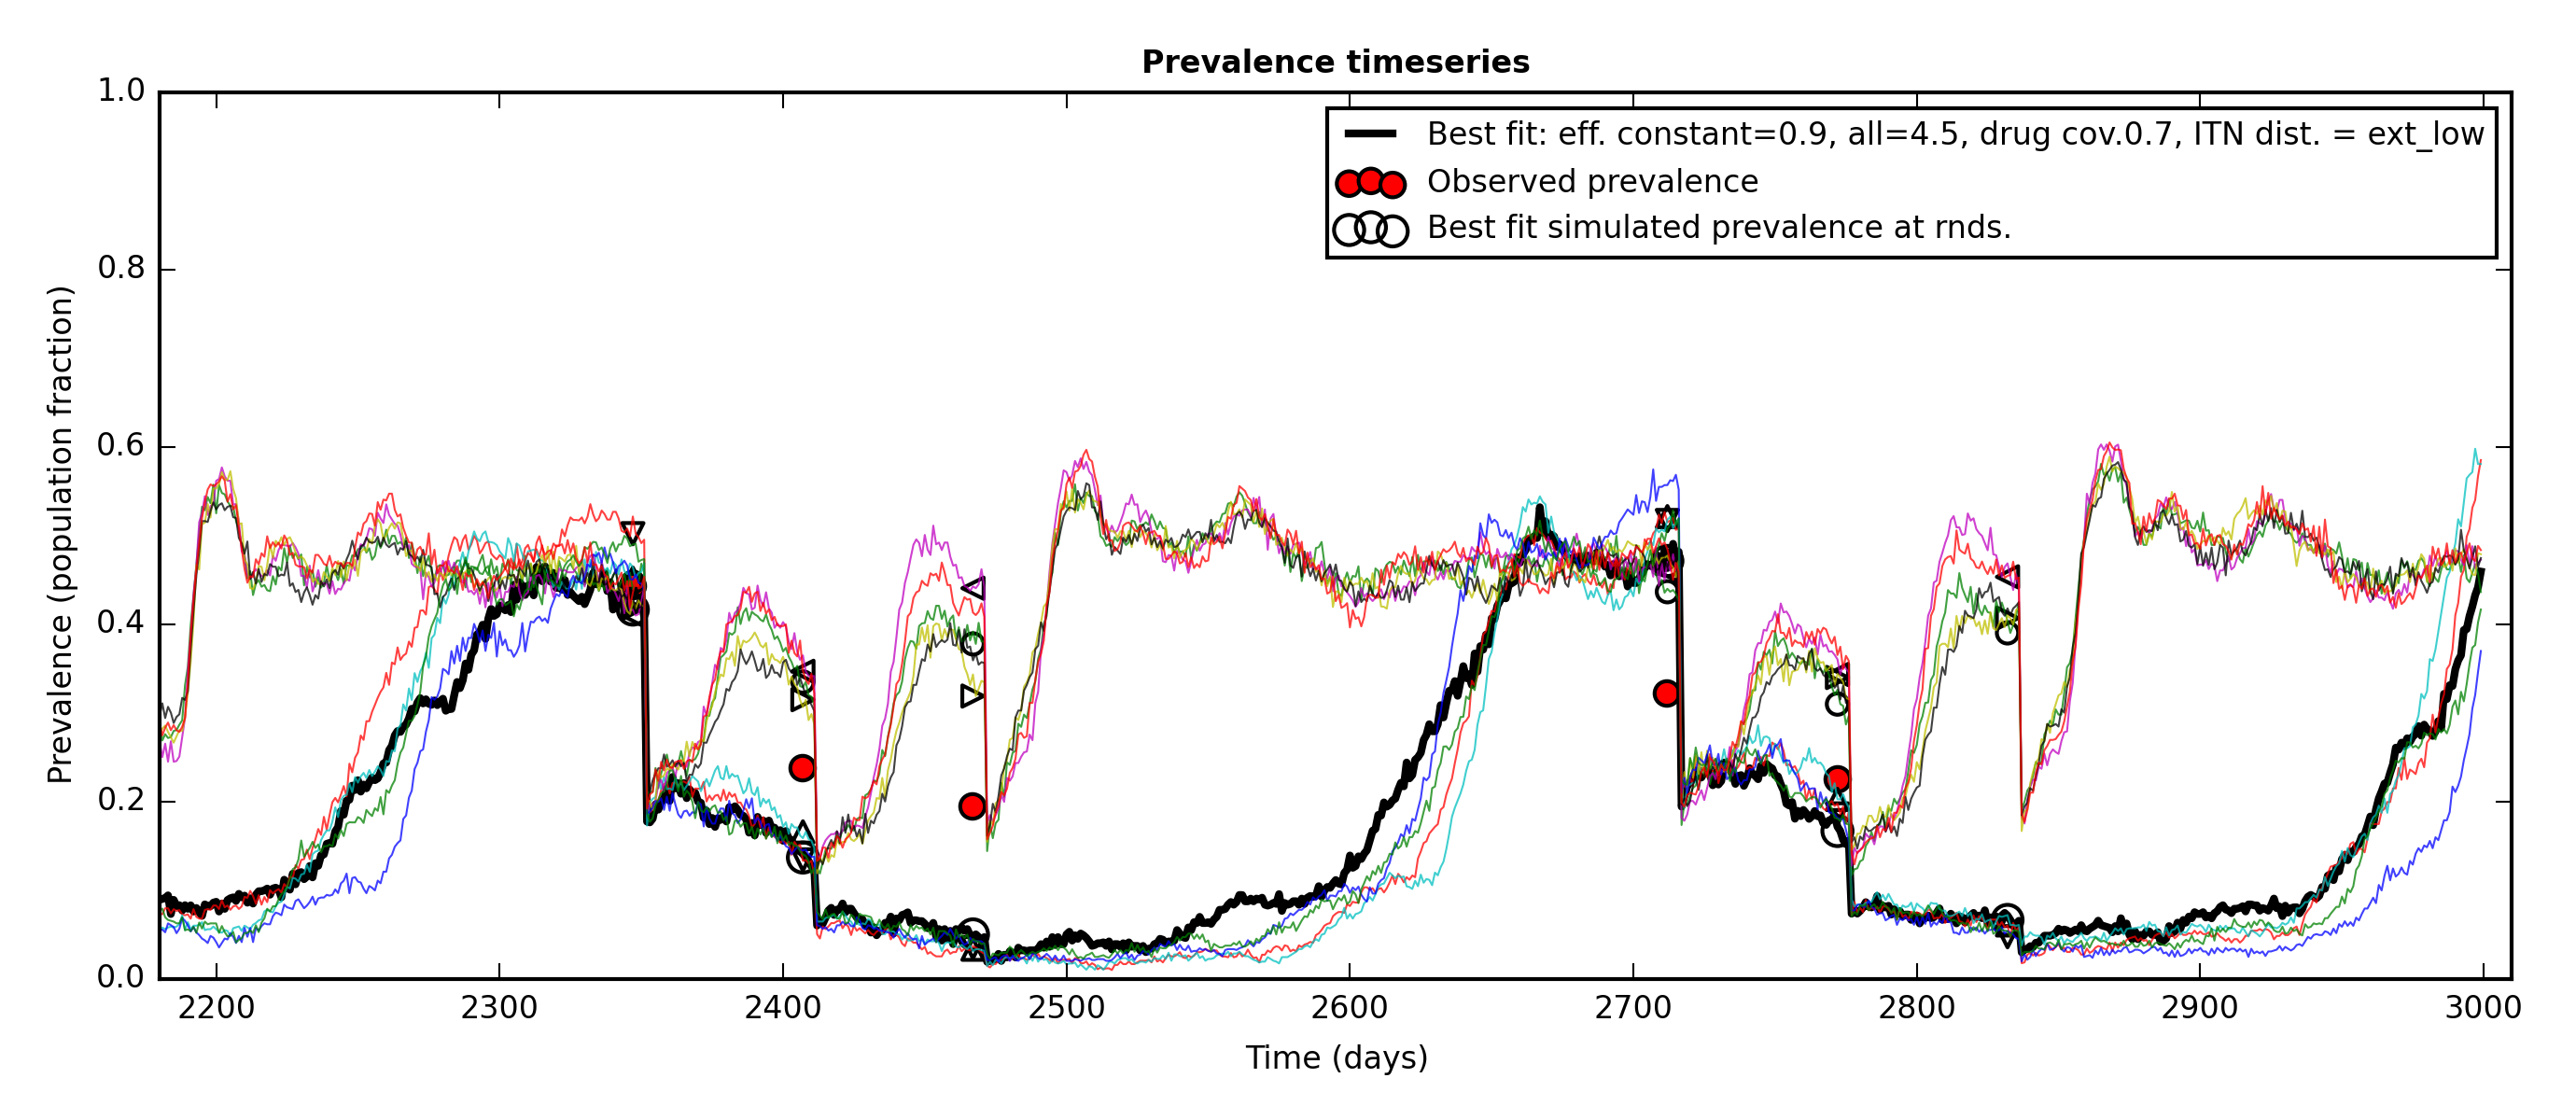 Prevalence timeseries
1.0
0.8
0.6
0.4
0.2
0.0
Prevalence (population fraction)
Best fit: eff. constant=0.9, all=4.5, drug cov.0.7, ITN dist. = ext_low
Observed prevalence
Best fit simulated prevalence at rnds.
2200 2300 2400 2500 2600 2700 2800 2900 3000
Time (days)